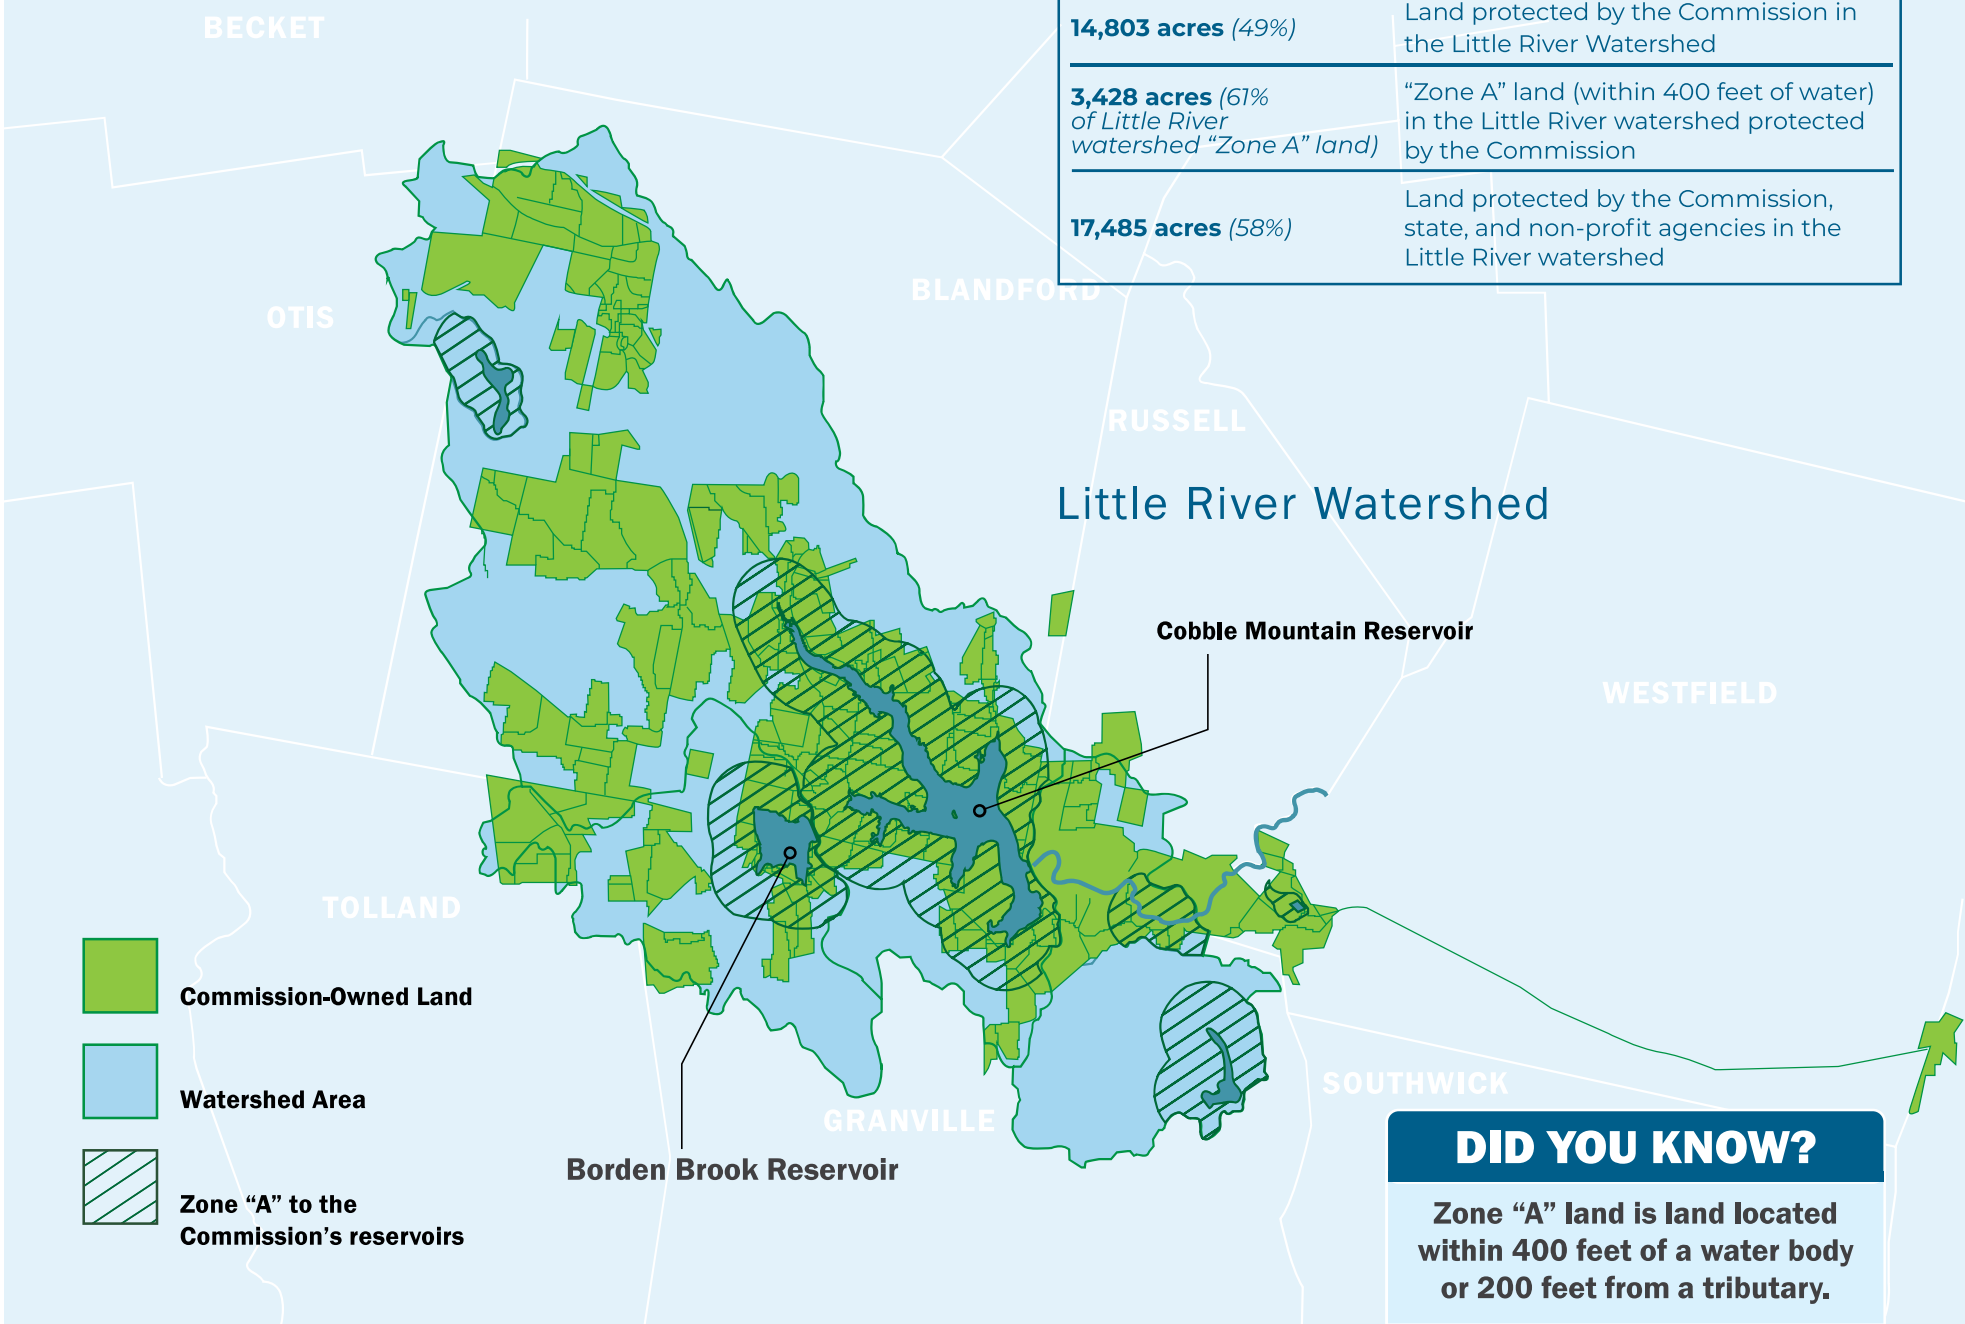 BECKET
14,803 acres (49%)
Land protected by the Commission in
the Little River Watershed
3,428 acres (61%
of Little River
watershed “Zone A” land)
“Zone A” land (within 400 feet of water)
in the Little River watershed protected
by the Commission
17,485 acres (58%)
Land protected by the Commission,
state, and non-profit agencies in the
Little River watershed
BLANDFORD
OTIS
RUSSELL
Little River Watershed
Cobble Mountain Reservoir
WESTFIELD
TOLLAND
Commission-Owned Land
Watershed Area
Zone “A” to the
Commission’s reservoirs
SOUTHWICK
GRANVILLE
Borden Brook Reservoir
DID YOU KNOW?
Zone “A” land is land located
within 400 feet of a water body
or 200 feet from a tributary.